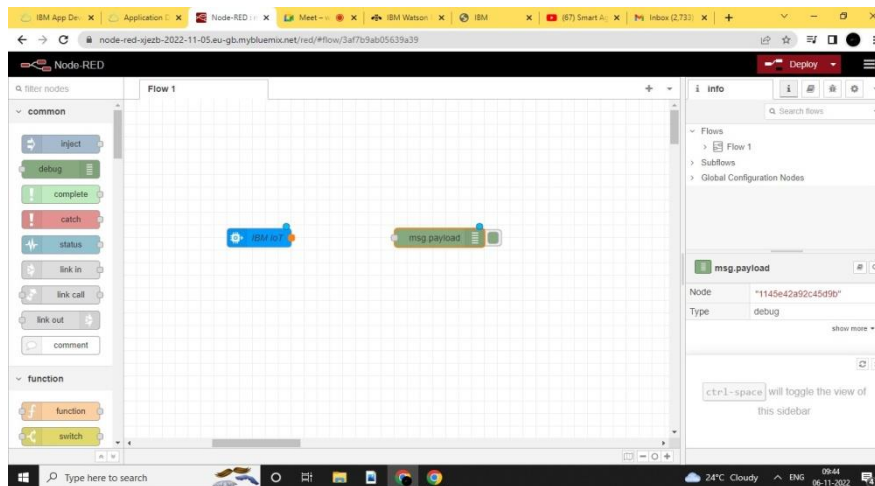 IBM App Dev
Application D
Node-RED
Meet –
IBM Watson
IBM
(67) Smart Ag
Inbox (2,733)
node-red-xjezb-2022-11-05.eu-gb.mybluemix.net/red/#flow/3af7b9ab05639a39
Node-RED
Deploy
filter nodes
Flow 1
i info
Search flows
common
Flows
Flow 1
Subflows
Global Configuration Nodes
inject
debug
complete
catch
status
link in
link call
link out
comment
IBM IoT
msg.payload
msg.payload
Node "1145e42a92c45d9b"
Type debug
show more
function
function
switch
ctrl-space will toggle the view of
this sidebar
Type here to search
24°C Cloudy
ENG
09:44
06-11-2022